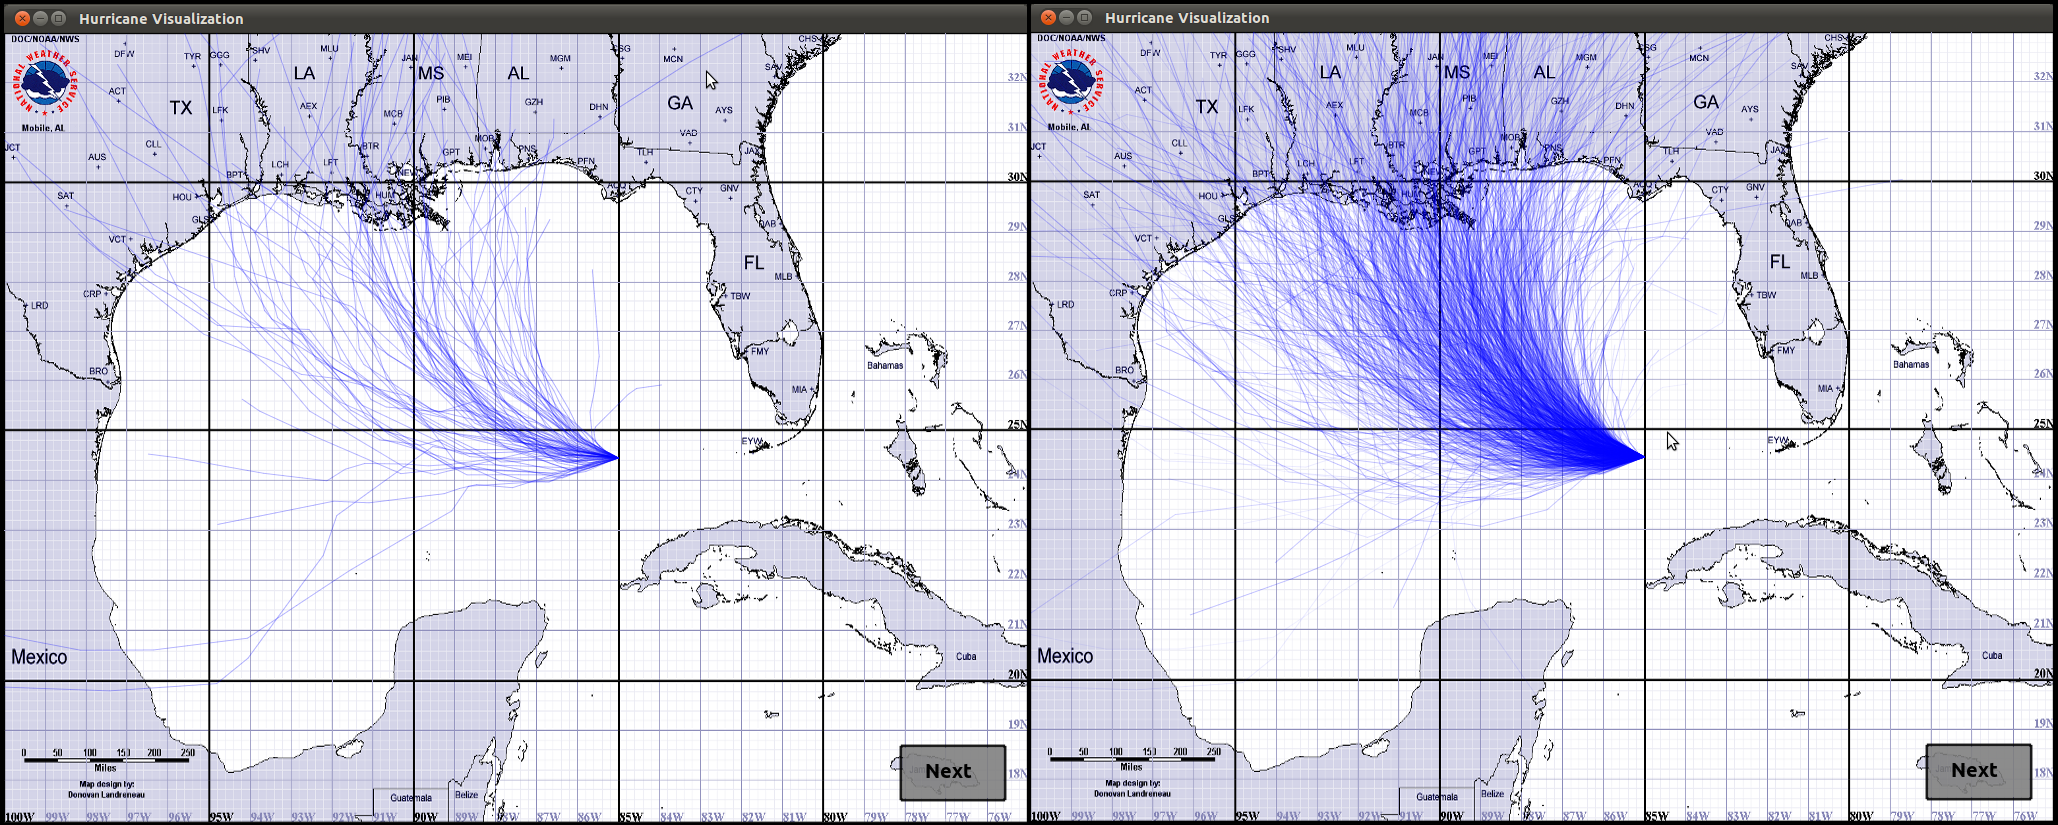 Hurricane Visualization
DOC/NOAA/NWS
NATIONAL WEATHER SERVICE
Mobile, AL
DFW
TYR
GGG
SHV
MLU
JAN
MEI
MGM
MCN
CHS
SAV
32N
LA
MS
AL
GA
TX
ACT
LFK
AEX
MCB
PIB
GZH
DHN
AYS
31N
JCT
AUS
CLL
LCH
LFT
BTR
GPT
MOB
PNS
PFN
TLH
VAD
JAX
30N
SAT
HOU
BPT
GLS
NEW
HUM
CTY
GNV
29N
VCT
DAB
FL
MLB
28N
LRD
CRP
TBW
27N
BRO
FMY
MIA
Bahamas
26N
25N
EYW
24N
23N
22N
21N
Mexico
Cuba
20N
19N
0 50 100 150 200 250
Miles
Map design by:
Donovan Landreneau
Guatemala
Belize
Next
18N
100W 99W 98W 97W 96W 95W 94W 93W 92W 91W 90W 89W 88W 87W 86W 85W 84W 83W 82W 81W 80W 79W 78W 77W 76W
Hurricane Visualization
DOC/NOAA/NWS
NATIONAL WEATHER SERVICE
Mobile, AL
DFW
TYR
GGG
SHV
MLU
JAN
MEI
MGM
MCN
CHS
SAV
32N
LA
MS
AL
GA
TX
ACT
LFK
AEX
MCB
PIB
GZH
DHN
AYS
31N
JCT
AUS
CLL
LCH
LFT
BTR
GPT
MOB
PNS
PFN
TLH
VAD
JAX
30N
SAT
HOU
BPT
GLS
CTY
GNV
29N
VCT
DAB
FL
MLB
28N
LRD
CRP
TBW
27N
BRO
FMY
MIA
Bahamas
26N
25N
EYW
24N
23N
22N
21N
Mexico
Cuba
20N
19N
0 50 100 150 200 250
Miles
Map design by:
Donovan Landreneau
Guatemala
Belize
Next
18N
100W 99W 98W 97W 96W 95W 94W 93W 92W 91W 90W 89W 88W 87W 86W 85W 84W 83W 82W 81W 80W 79W 78W 77W 76W